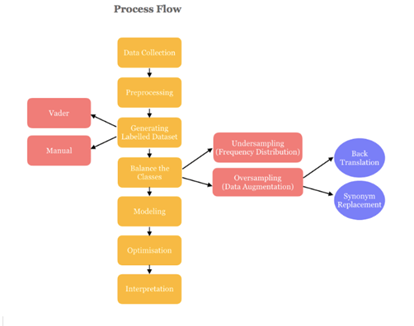 Process Flow
Data Collection
Preprocessing
Vader
Generating
Labelled Dataset
Manual
Undersampling
(Frequency Distribution)
Back
Translation
Balance the
Classes
Oversampling
(Data Augmentation)
Synonym
Replacement
Modeling
Optimisation
Interpretation